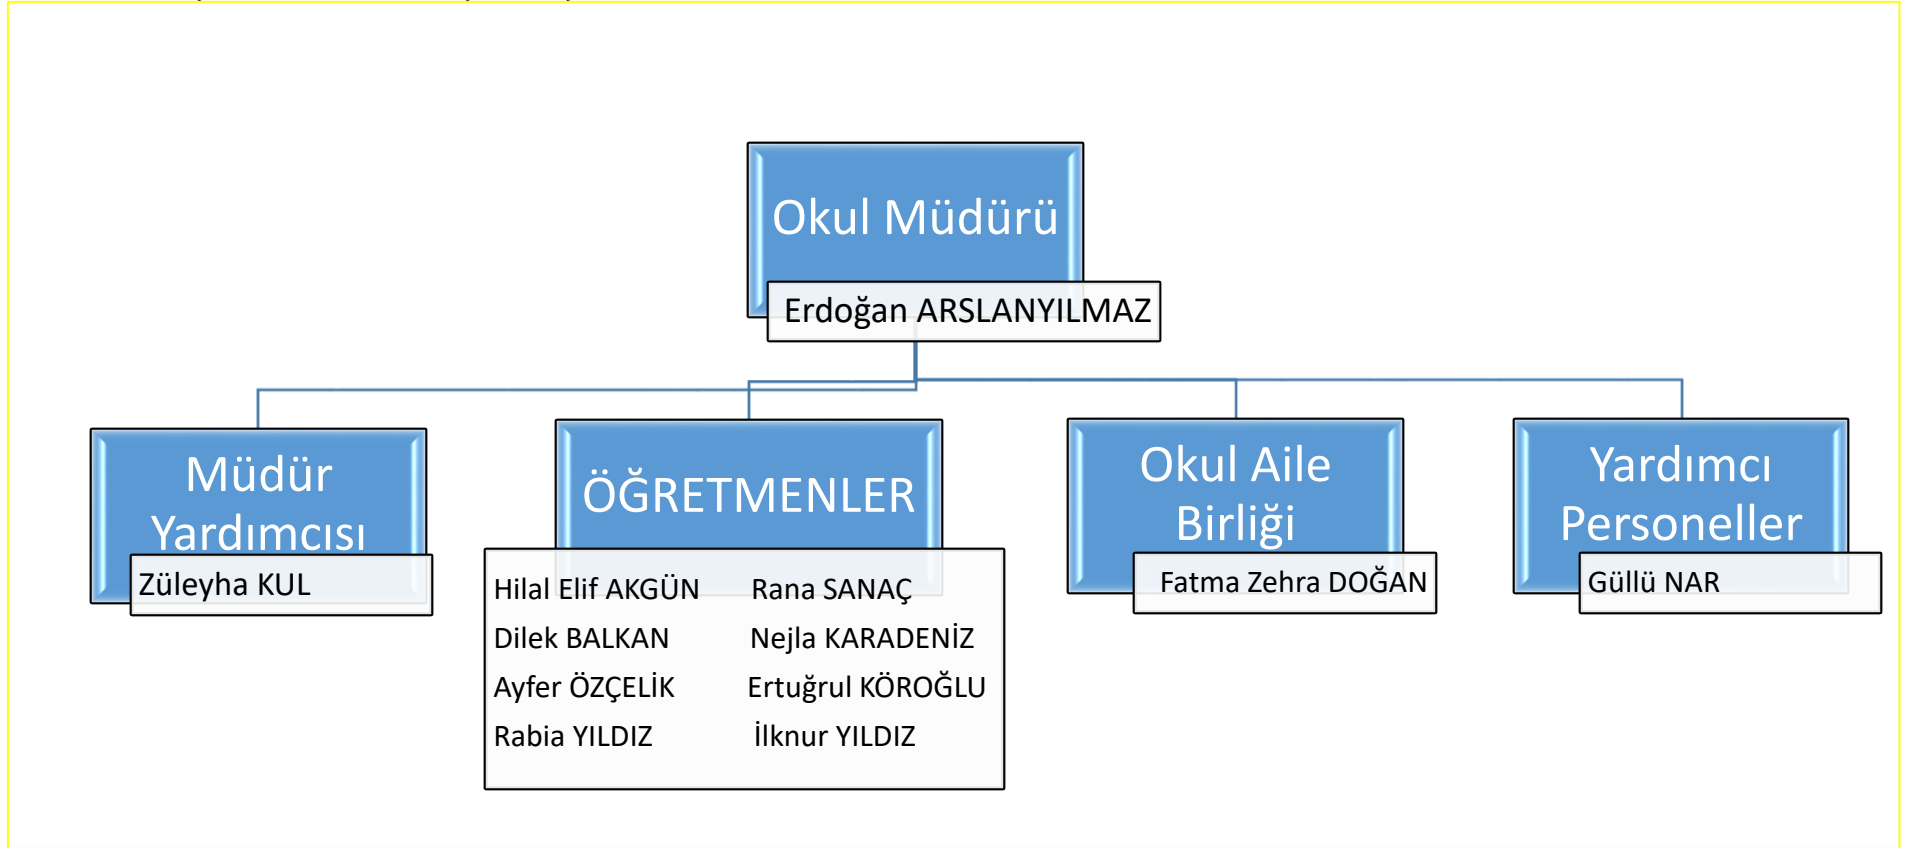 Okul Müdürü
Erdoğan ARSLANYILMAZ
Müdür
Yardımcısı
Züleyha KUL
ÖĞRETMENLER
Hilal Elif AKGÜN Rana SANAÇ
Dilek BALKAN Nejla KARADENİZ
Ayfer ÖZÇELİK Ertuğrul KÖROĞLU
Rabia YILDIZ İlknur YILDIZ
Okul Aile
Birliği
Fatma Zehra DOĞAN
Yardımcı
Personeller
Güllü NAR